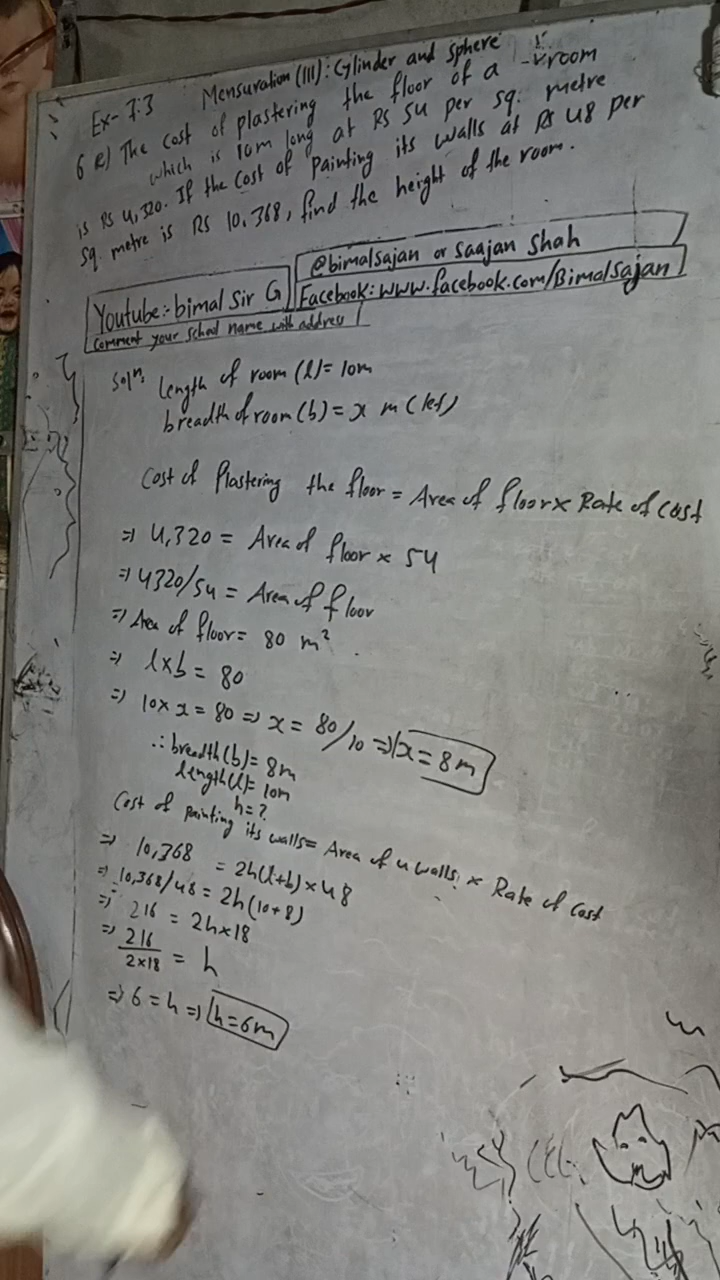 Ex- 7.3 Mensuration (III): Cylinder and sphere
6 e) The cost of plastering the floor of a room
which is 10m long at Rs 54 per sq. metre
is Rs 4,320. If the cost of painting its walls at Rs 48 per
sq. metre is Rs 10,368, find the height of the room.
Youtube:- bimal Sir G
@bimalsajan or Saajan Shah
Facebook: www.facebook.com/Bimalsajan
Comment your school name with address
Solⁿ: length of room (l) = 10m
breadth of room (b) = x m (let)
Cost of Plastering the floor = Area of floor × Rate of cost
⇒ 4,320 = Area of floor × 54
⇒ 4320/54 = Area of floor
⇒ Area of floor = 80 m²
⇒ l×b = 80
⇒ 10×x = 80 ⇒ x = 80/10 ⇒ x = 8m
∴ breadth (b) = 8m
length (l) = 10m
h = ?
Cost of painting its walls = Area of 4 walls × Rate of cost
⇒ 10,368 = 2h(l+b) × 48
⇒ 10,368/48 = 2h(10+8)
⇒ 216 = 2h×18
⇒ 216/2×18 = h
⇒ 6 = h ⇒ h = 6m